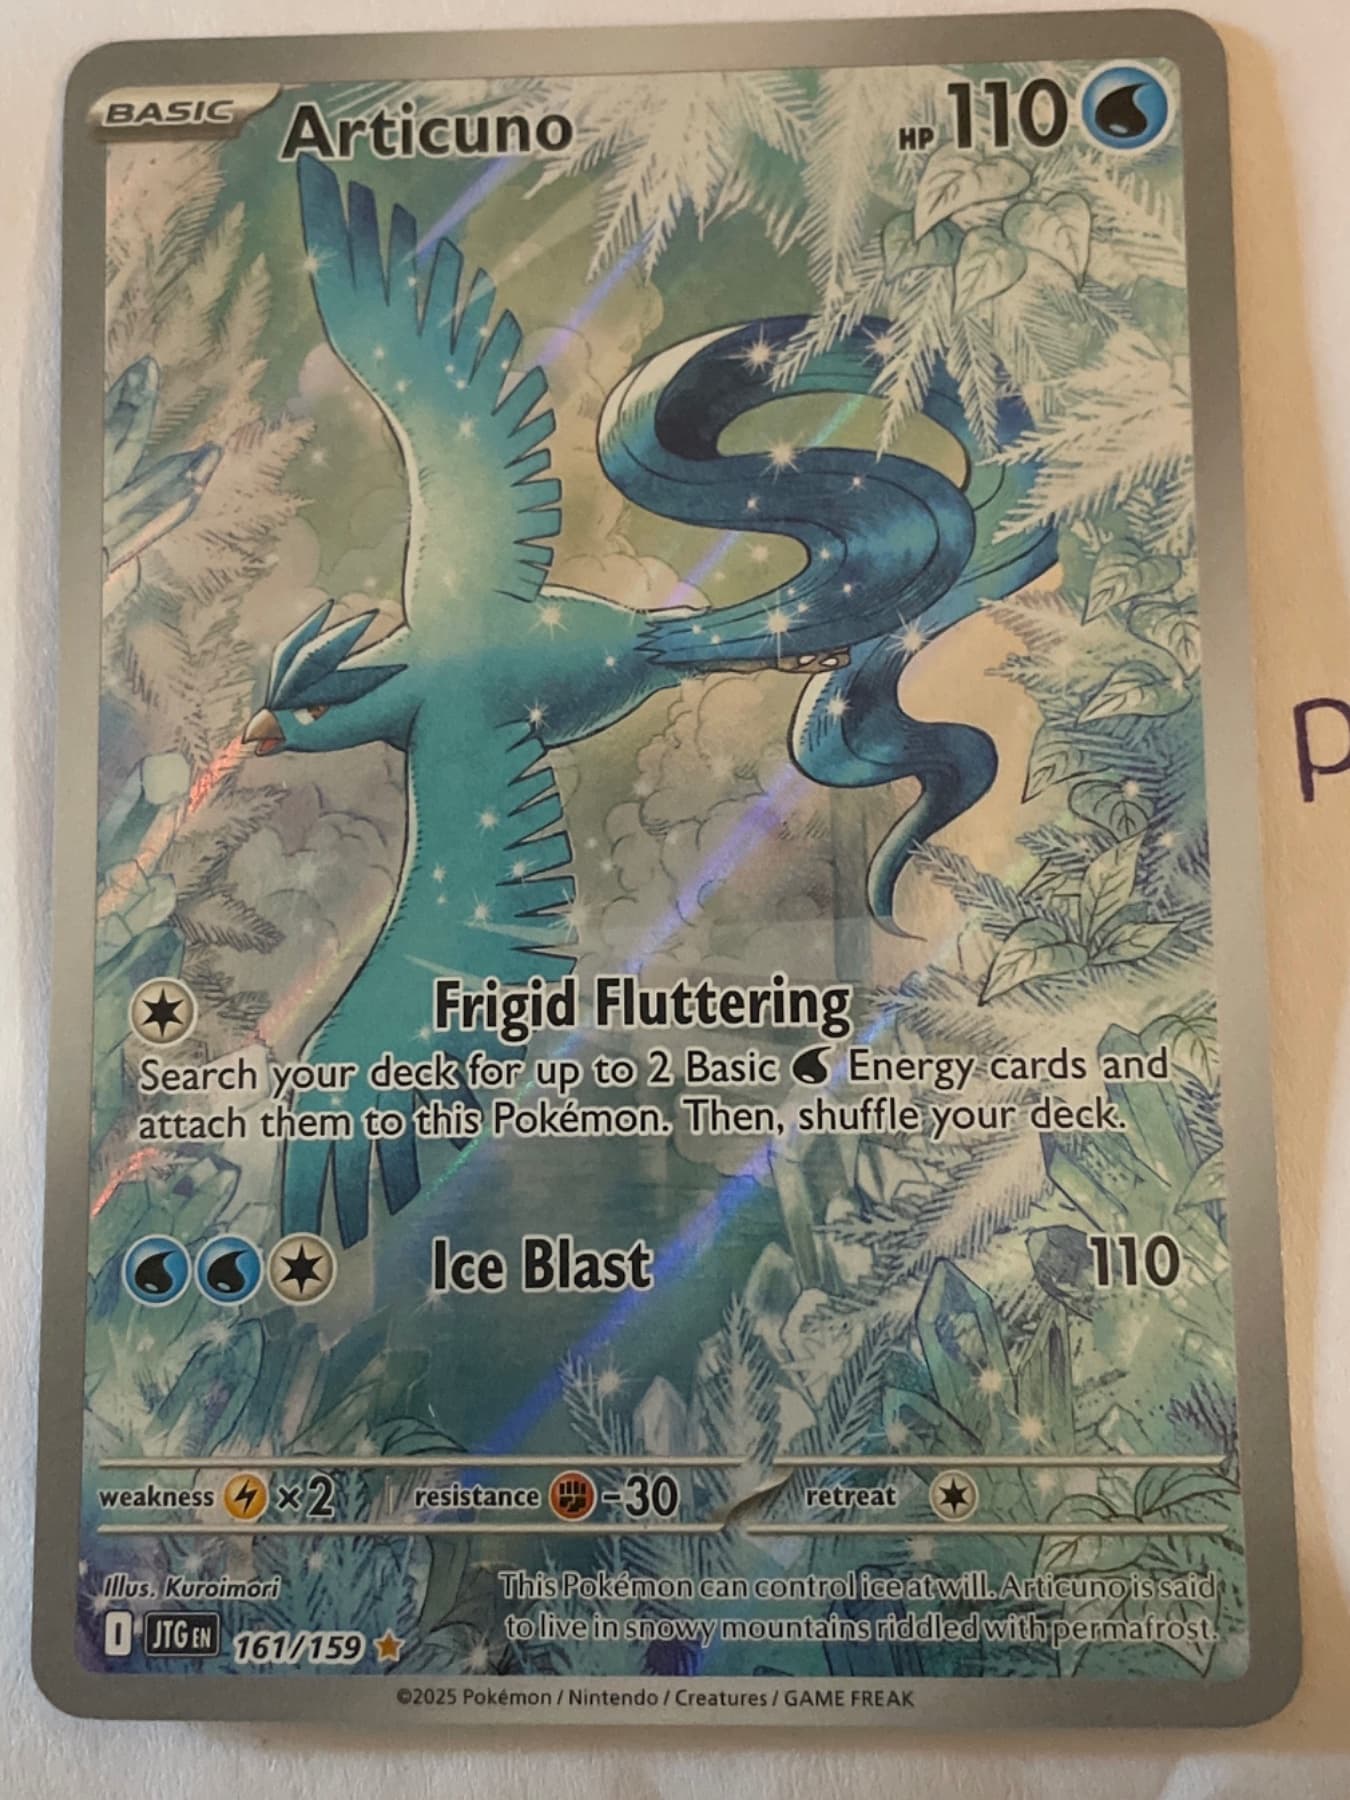 BASIC Articuno HP 110
Frigid Fluttering
Search your deck for up to 2 Basic Energy cards and
attach them to this Pokémon. Then, shuffle your deck.
Ice Blast 110
weakness ×2 resistance -30 retreat
Illus. Kuroimori
This Pokémon can control ice at will. Articuno is said
to live in snowy mountains riddled with permafrost.
I JTG EN 161/159
©2025 Pokémon / Nintendo / Creatures / GAME FREAK
p